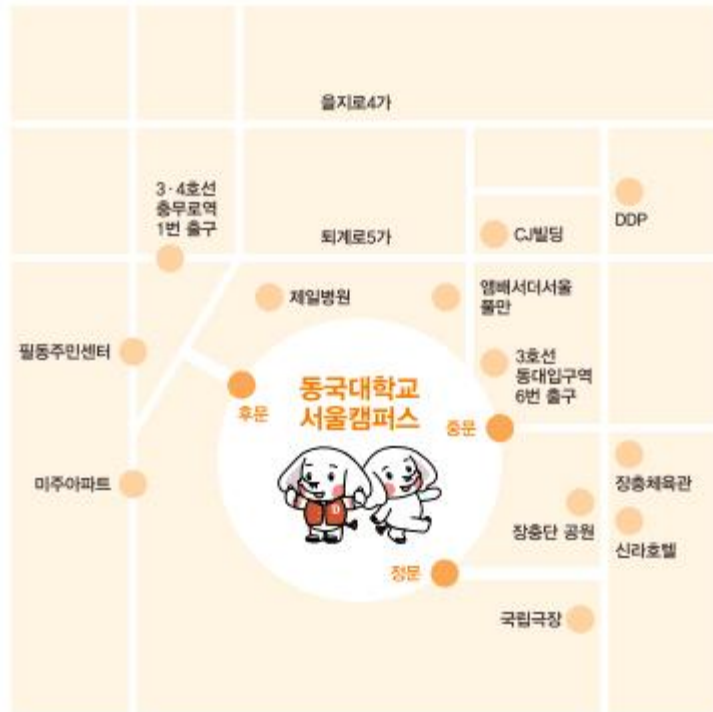 을지로4가
3·4호선
충무로역
1번 출구
퇴계로5가
CJ빌딩
DDP
제일병원
앰배서더서울
풀만
필동주민센터
3호선
동대입구역
6번 출구
동국대학교
서울캠퍼스
후문
중문
미주아파트
D
장충체육관
장충단 공원
신라호텔
정문
국립극장